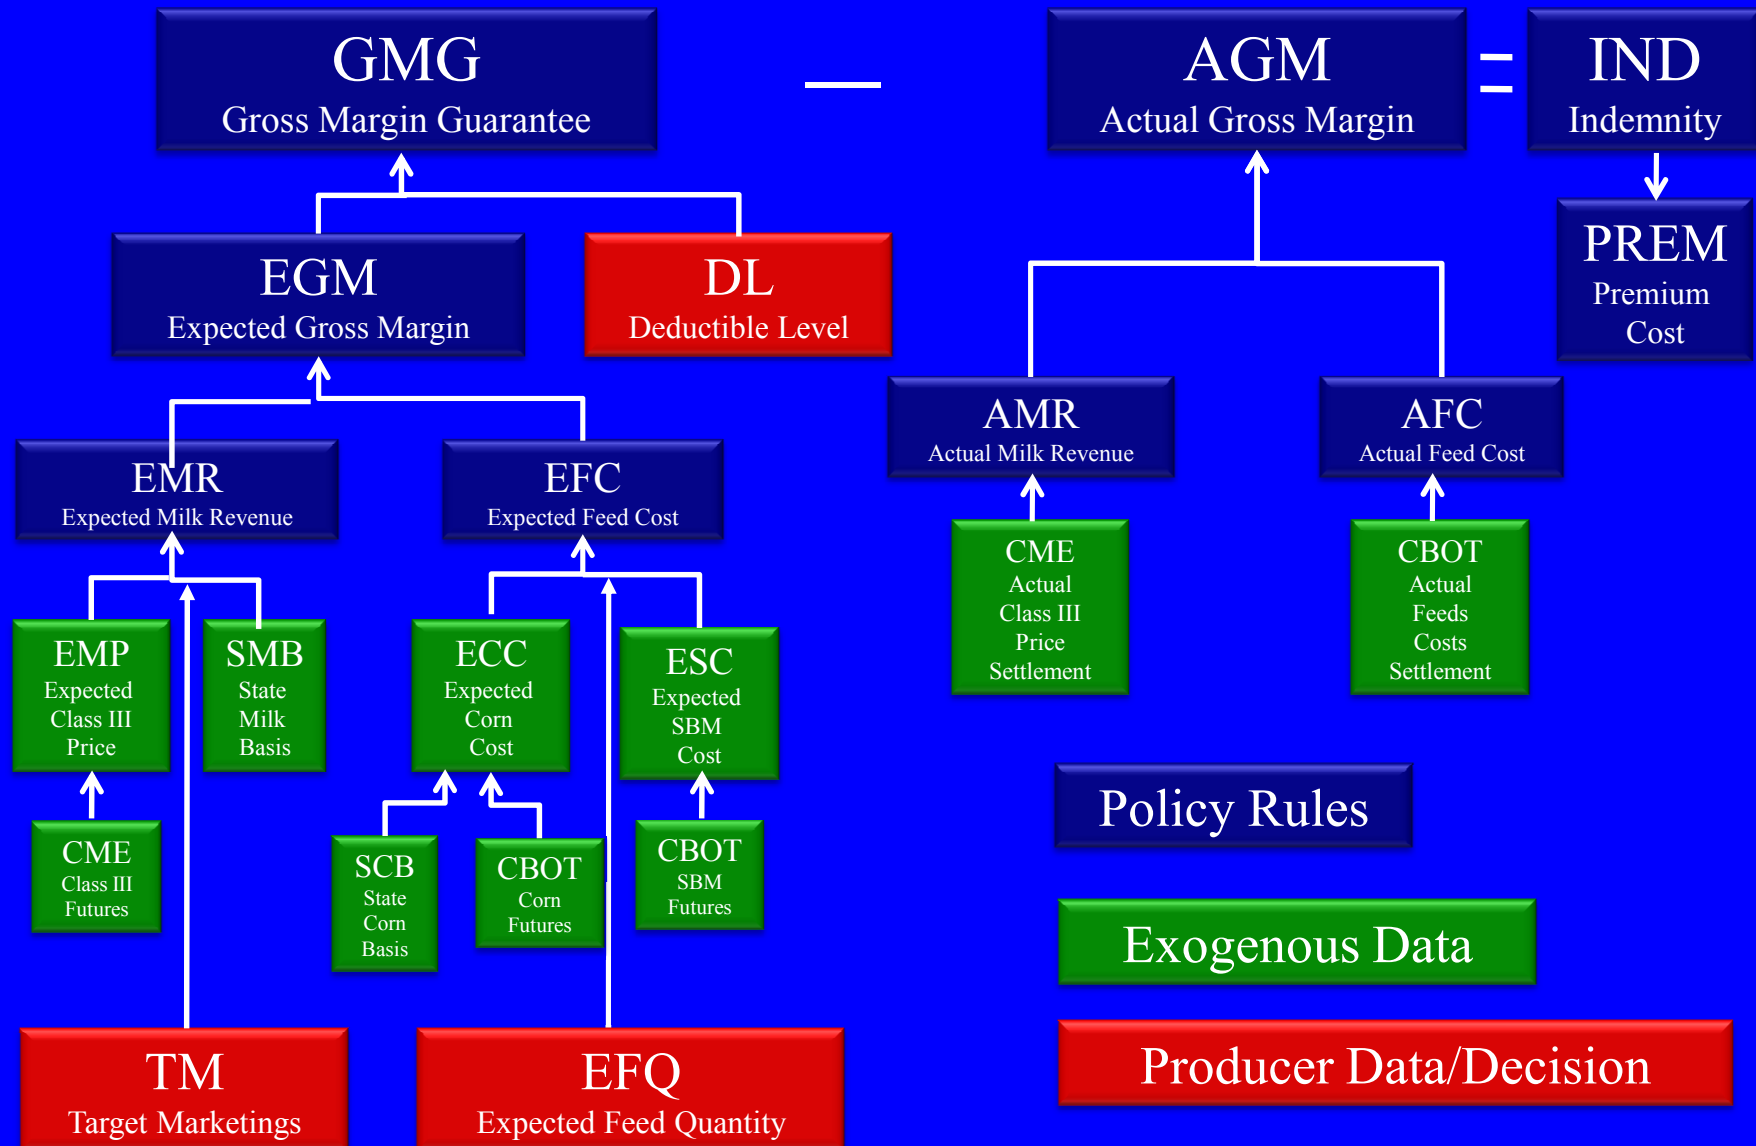 GMG
Gross Margin Guarantee
—
AGM
Actual Gross Margin
=
IND
Indemnity
PREM
Premium
Cost
EGM
Expected Gross Margin
DL
Deductible Level
AMR
Actual Milk Revenue
AFC
Actual Feed Cost
EMR
Expected Milk Revenue
EFC
Expected Feed Cost
CME
Actual
Class III
Price
Settlement
CBOT
Actual
Feeds
Costs
Settlement
EMP
Expected
Class III
Price
SMB
State
Milk
Basis
ECC
Expected
Corn
Cost
ESC
Expected
SBM
Cost
CME
Class III
Futures
SCB
State
Corn
Basis
CBOT
Corn
Futures
CBOT
SBM
Futures
Policy Rules
Exogenous Data
Producer Data/Decision
TM
Target Marketings
EFQ
Expected Feed Quantity